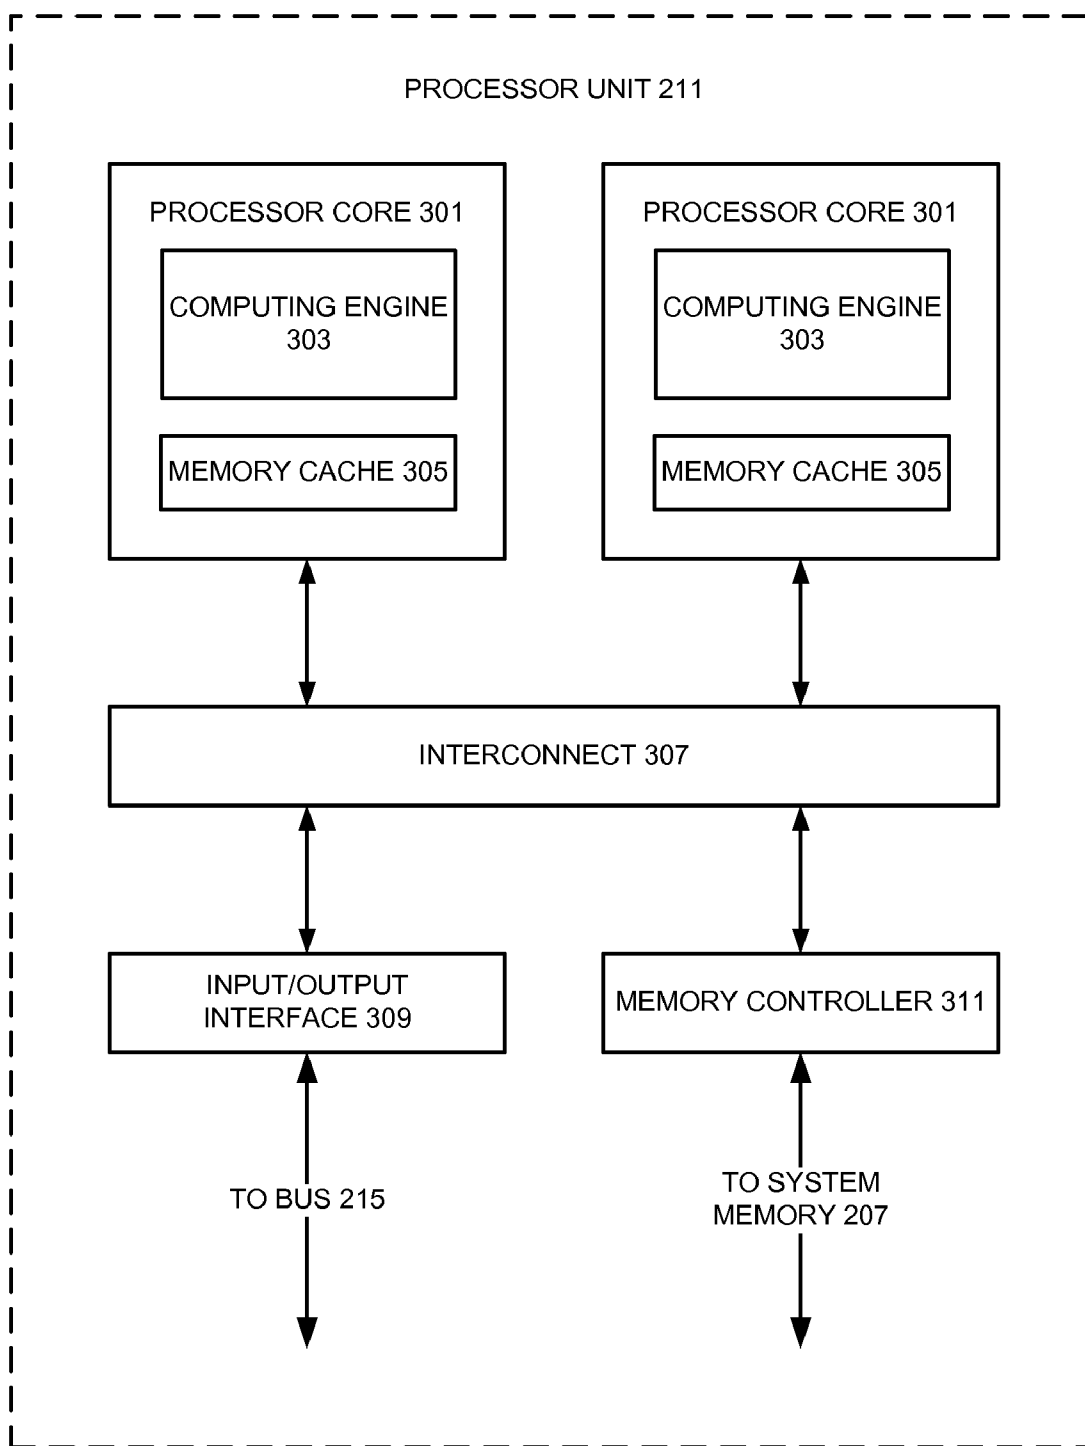 PROCESSOR UNIT 211
PROCESSOR CORE 301
COMPUTING ENGINE
303
MEMORY CACHE 305
PROCESSOR CORE 301
COMPUTING ENGINE
303
MEMORY CACHE 305
INTERCONNECT 307
INPUT/OUTPUT
INTERFACE 309
MEMORY CONTROLLER 311
TO BUS 215
TO SYSTEM
MEMORY 207